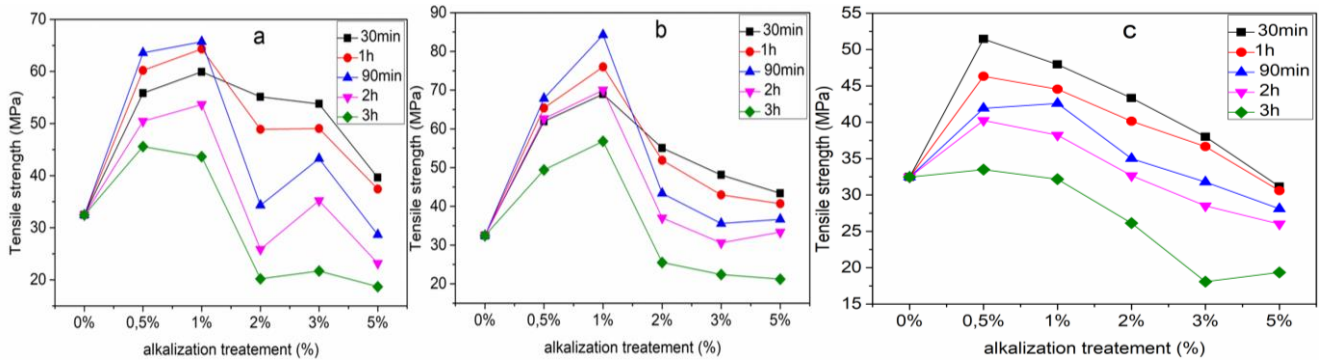 a
Tensile strength (MPa)
70
60
50
40
30
20
30min
1h
90min
2h
3h
0%
0,5%
1%
2%
3%
5%
alkalization treatement (%)
b
Tensile strength (MPa)
90
80
70
60
50
40
30
20
30min
1h
90min
2h
3h
0%
0,5%
1%
2%
3%
5%
alkalization treatement (%)
c
Tensile strength (MPa)
55
50
45
40
35
30
25
20
15
30min
1h
90min
2h
3h
0%
0,5%
1%
2%
3%
5%
alkalization treatement (%)